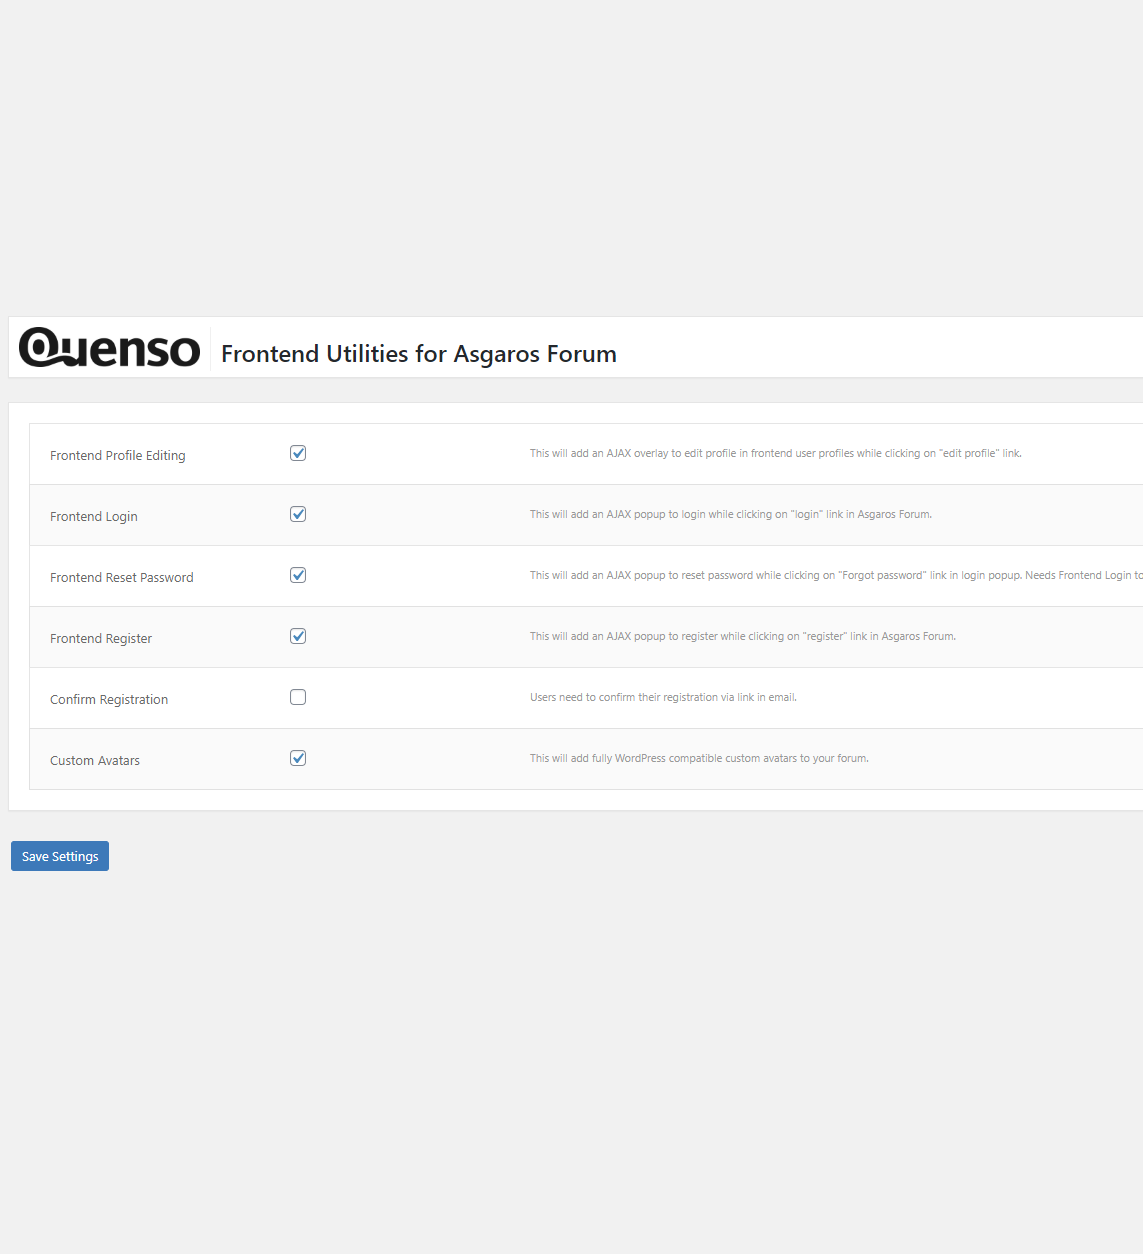 Quenso
Frontend Utilities for Asgaros Forum
Frontend Profile Editing
This will add an AJAX overlay to edit profile in frontend user profiles while clicking on "edit profile" link.
Frontend Login
This will add an AJAX popup to login while clicking on "login" link in Asgaros Forum.
Frontend Reset Password
This will add an AJAX popup to reset password while clicking on "Forgot password" link in login popup. Needs Frontend Login to
Frontend Register
This will add an AJAX popup to register while clicking on "register" link in Asgaros Forum.
Confirm Registration
Users need to confirm their registration via link in email.
Custom Avatars
This will add fully WordPress compatible custom avatars to your forum.
Save Settings